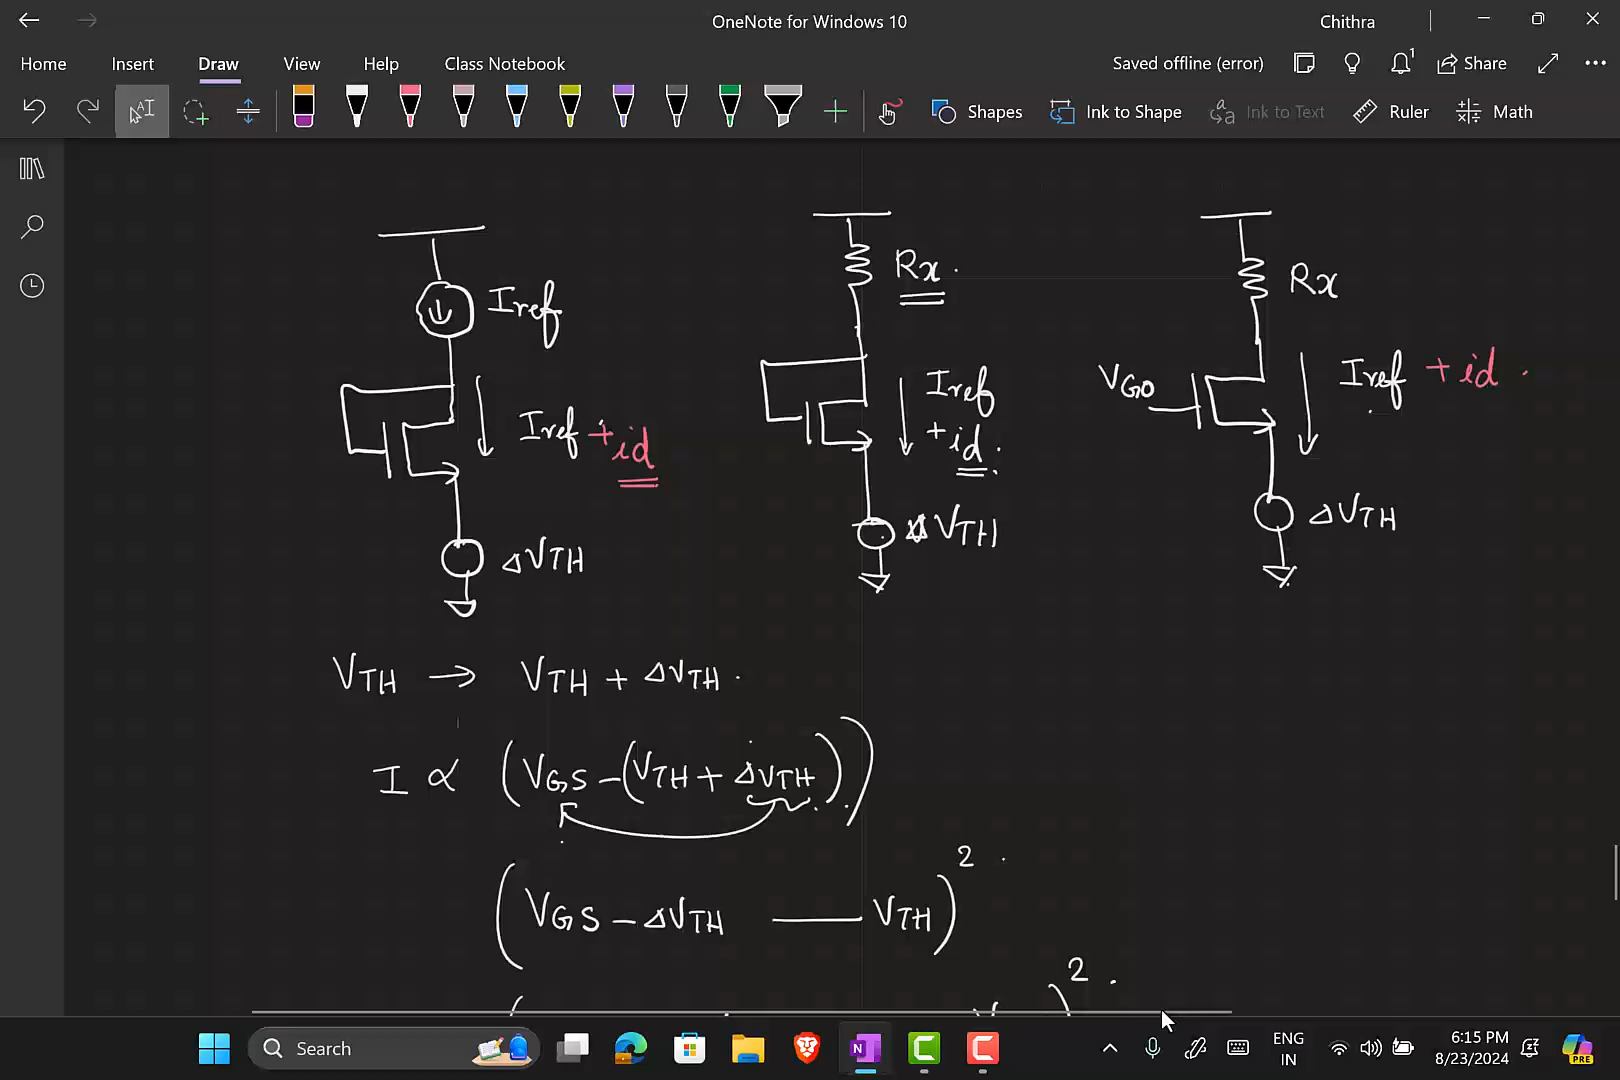 OneNote for Windows 10
Chithra
Home Insert Draw View Help Class Notebook
Saved offline (error)
1
Share
Shapes
Ink to Shape
Ink to Text
Ruler
Math
Iref
Iref + id
ΔVTH
Rx
Iref
+ id
ΔVTH
Rx
VG0
Iref + id
ΔVTH
VTH → VTH + ΔVTH
I ∝ (VGS - (VTH + ΔVTH))
(VGS - ΔVTH — VTH)²
( )²
Search
ENG
IN
6:15 PM
8/23/2024
PRE